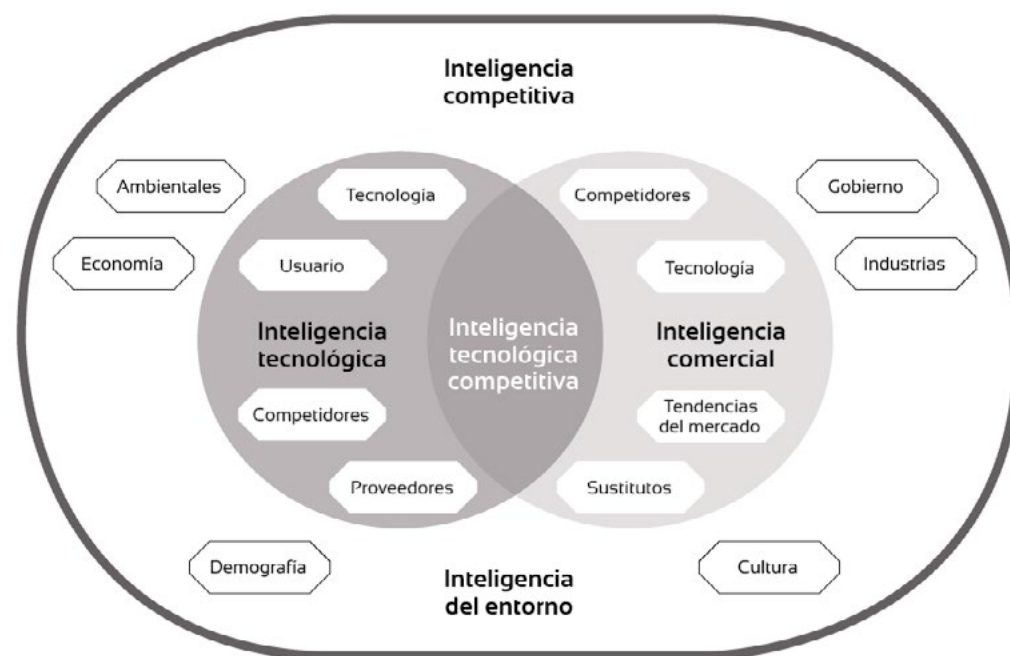 Inteligencia
competitiva
Ambientales
Tecnología
Competidores
Gobierno
Economía
Usuario
Tecnología
Industrias
Inteligencia
tecnológica
Inteligencia
tecnológica
competitiva
Inteligencia
comercial
Competidores
Tendencias
del mercado
Proveedores
Sustitutos
Demografía
Inteligencia
del entorno
Cultura